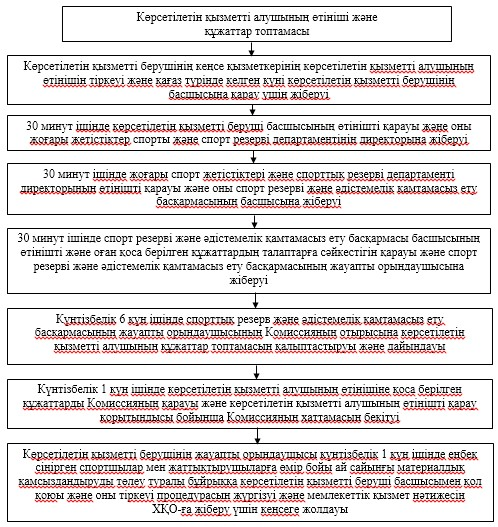 Көрсетілетін қызметті алушының өтініші және
құжаттар топтамасы
Көрсетілетін қызметті берушінің кеңсе қызметкерінің көрсетілетін қызметті алушының
өтінішін тіркеуі және қағаз түрінде келген күні көрсетілетін қызметті берушінің
басшысына қарау үшін жіберуі
30 минут ішінде көрсетілетін қызметті беруші басшысының өтінішті қарауы және оны
жоғары жетістіктер спорты және спорт резерві департаментінің директорына жіберуі
30 минут ішінде жоғары спорт жетістіктері және спорттық резерві департаменті
директорының өтінішті қарауы және оны спорт резерві және әдістемелік қамтамасыз ету
басқармасының басшысына жіберуі
30 минут ішінде спорт резерві және әдістемелік қамтамасыз ету басқармасы басшысының
өтінішті және оған қоса берілген құжаттардың талаптарға сәйкестігін қарауы және спорт
резерві және әдістемелік қамтамасыз ету басқармасының жауапты орындаушысына
жіберуі
Күнтізбелік 6 күн ішінде спорттық резерв және әдістемелік қамтамасыз ету
басқармасының жауапты орындаушысының Комиссияның отырысына көрсетілетін
қызметті алушының құжаттар топтамасын қалыптастыруы және дайындауы
Күнтізбелік 1 күн ішінде көрсетілетін қызметті алушының өтінішіне қоса берілген
құжаттарды Комиссияның қарауы және көрсетілетін қызметті алушының өтінішті қарау
қорытындысы бойынша Комиссияның хаттамасын бекітуі
Көрсетілетін қызметті берушінің жауапты орындаушысы күнтізбелік 1 күн ішінде еңбек
сіңірген спортшылар мен жаттықтырушыларға өмір бойы ай сайынғы материалдық
қамсыздандыруды төлеу туралы бұйрыққа көрсетілетін қызметті беруші басшысымен қол
қоюы және оны тіркеуі процедурасын жүргізуі және мемлекеттік қызмет нәтижесін
ХҚО-ға жіберу үшін кеңсеге жолдауы